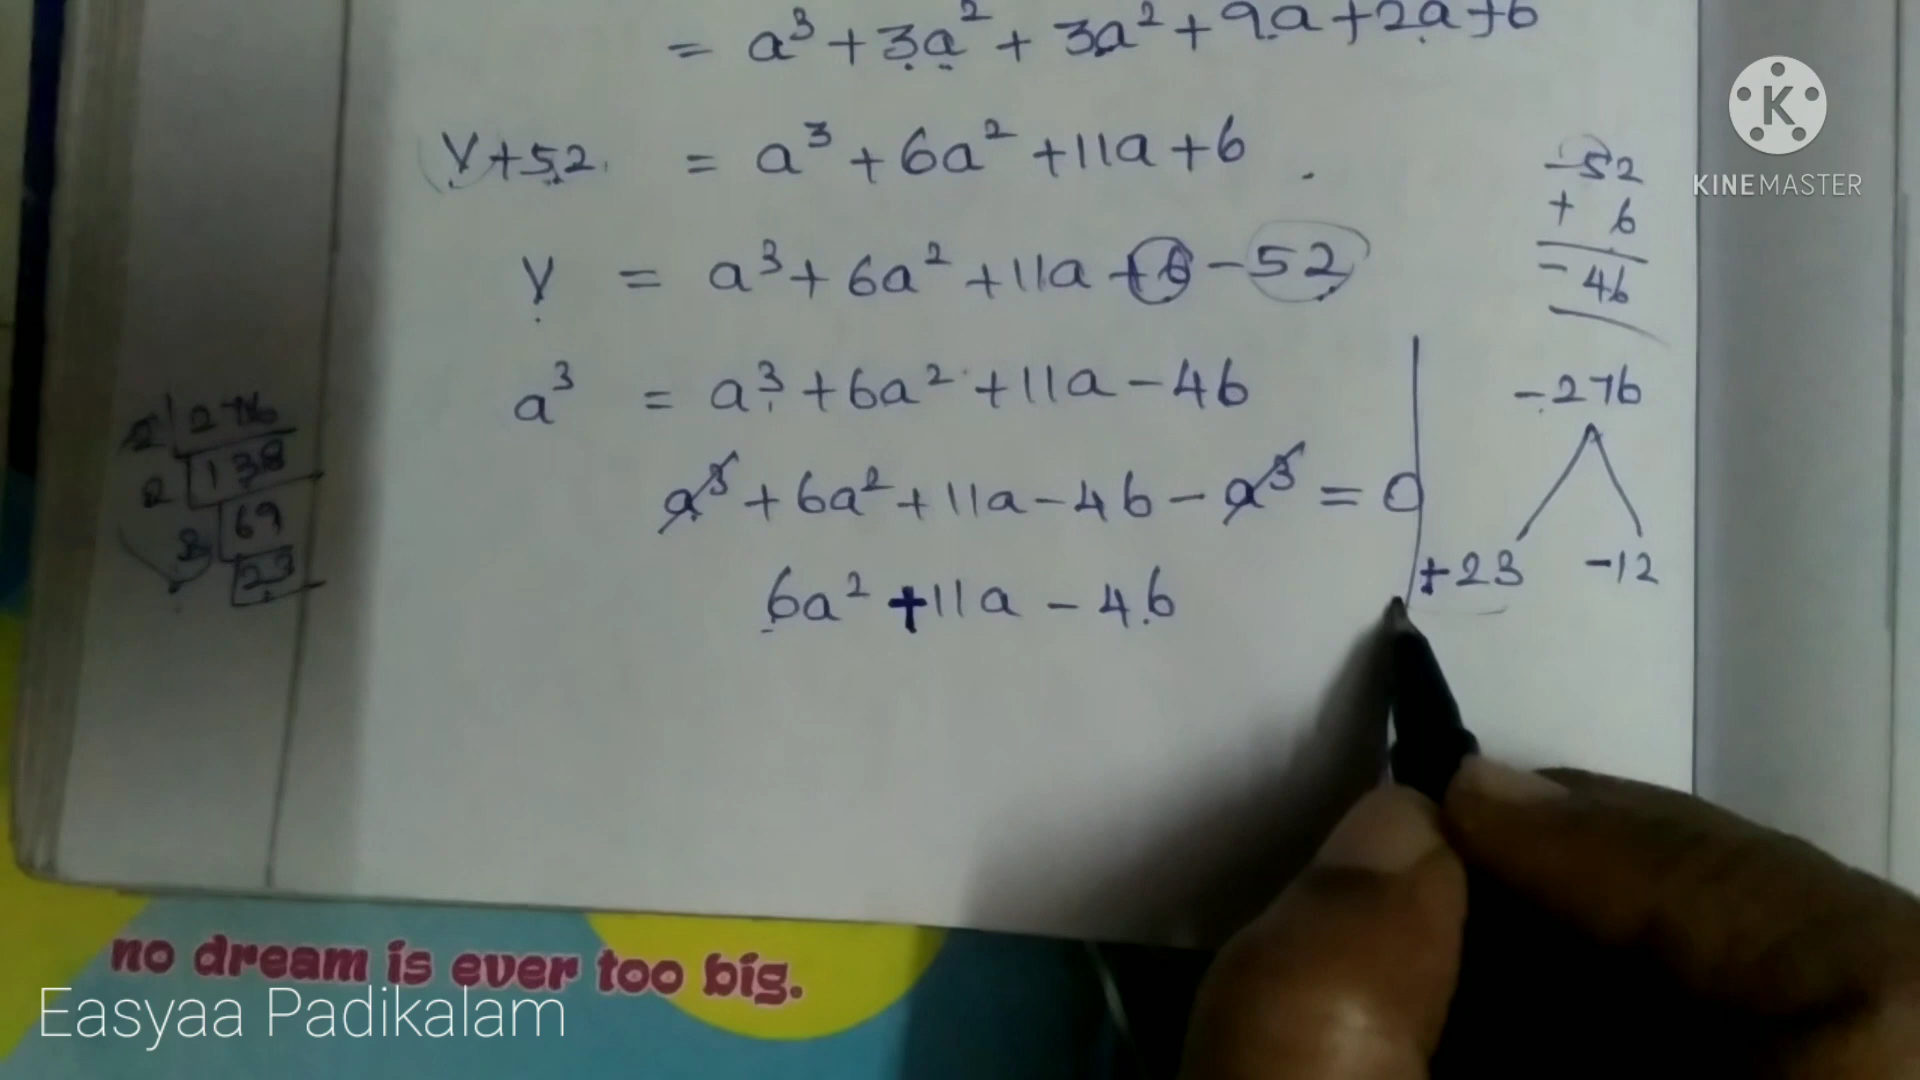 = a³ + 3a² + 3a² + 9a + 2a + 6
V + 52 = a³ + 6a² + 11a + 6
V = a³ + 6a² + 11a + 6 - 52
a³ = a³ + 6a² + 11a - 46
a³ + 6a² + 11a - 46 - a³ = 0
6a² + 11a - 46
-52
+ 6
-46
-276
+23 -12
2 276
2 138
3 69
23
K
KINEMASTER
no dream is ever too big.
Easyaa Padikalam